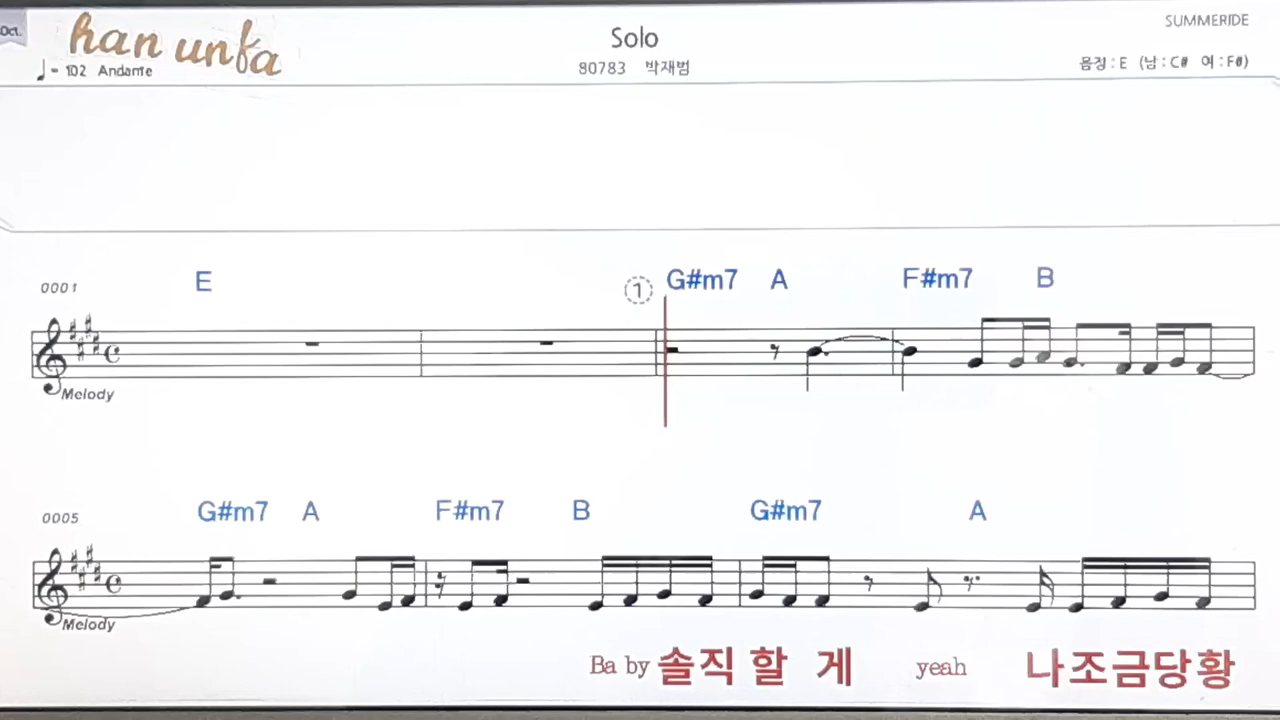 Oct.
han unfa
♩= 102 Andante
Solo
80783 박재범
SUMMERIDE
음정 : E (남 : C# 여 : F#)
0001
E
①
G#m7 A F#m7 B
Melody
0005
G#m7 A F#m7 B G#m7 A
Melody
Ba by 솔직 할 게 yeah 나조금당황